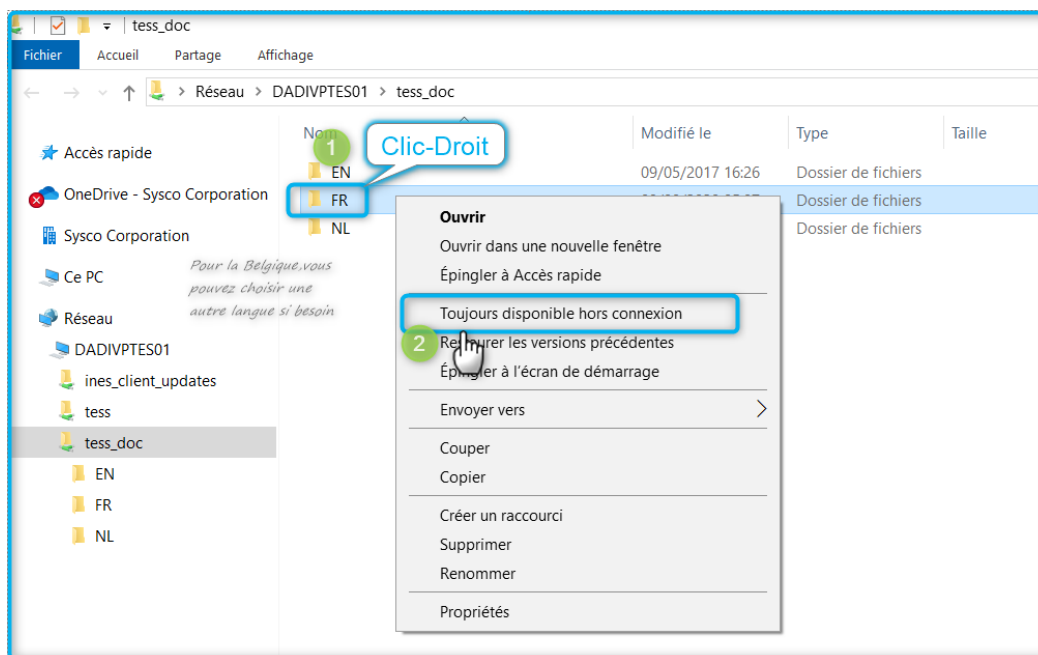 tess_doc
Fichier Accueil Partage Affichage
Réseau > DADIVPTES01 > tess_doc
Nom Modifié le Type Taille
1
Clic-Droit
Accès rapide
OneDrive - Sysco Corporation
Sysco Corporation
Ce PC
Réseau
DADIVPTES01
ines_client_updates
tess
tess_doc
EN
FR
NL
EN 09/05/2017 16:26 Dossier de fichiers
FR Dossier de fichiers
NL Dossier de fichiers
Pour la Belgique,vous
pouvez choisir une
autre langue si besoin
Ouvrir
Ouvrir dans une nouvelle fenêtre
Épingler à Accès rapide
Toujours disponible hors connexion
2
Restaurer les versions précédentes
Épingler à l'écran de démarrage
Envoyer vers
Couper
Copier
Créer un raccourci
Supprimer
Renommer
Propriétés